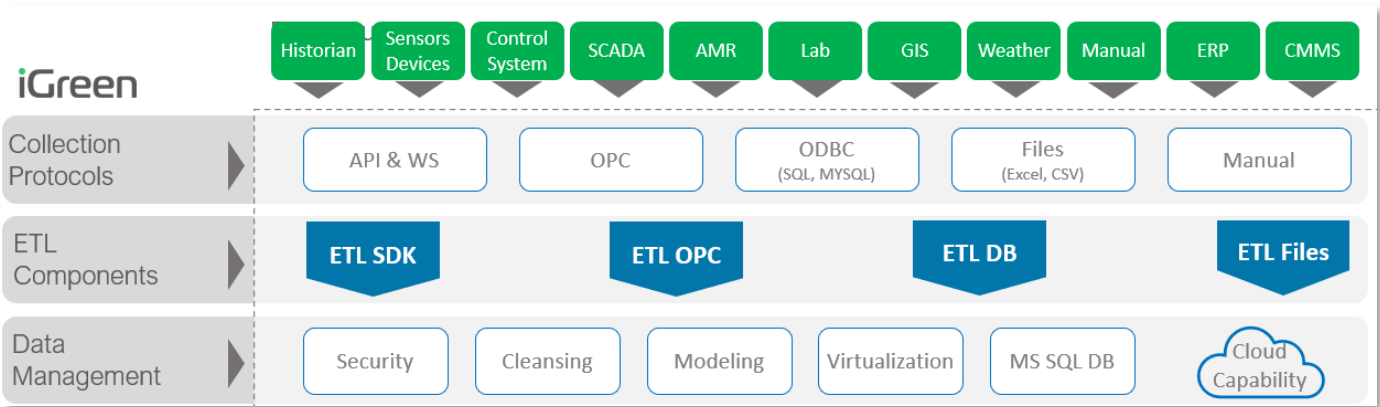 iGreen
Historian
Sensors
Devices
Control
System
SCADA
AMR
Lab
GIS
Weather
Manual
ERP
CMMS
Collection
Protocols
API & WS
OPC
ODBC
(SQL, MYSQL)
Files
(Excel, CSV)
Manual
ETL
Components
ETL SDK
ETL OPC
ETL DB
ETL Files
Data
Management
Security
Cleansing
Modeling
Virtualization
MS SQL DB
Cloud
Capability